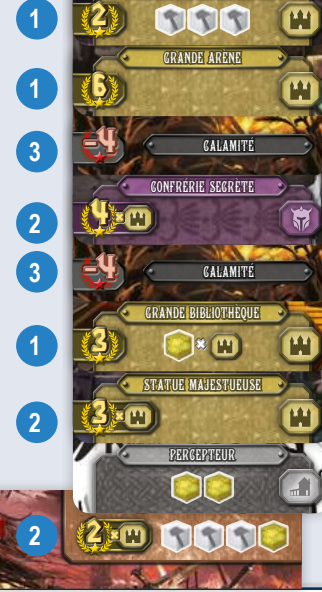 1 2
GRANDE ARÈNE
1 6
3 -4 CALAMITÉ
CONFRÉRIE SECRÈTE
2 4 x
3 -4 CALAMITÉ
GRANDE BIBLIOTHÈQUE
1 3 x
STATUE MAJESTUEUSE
2 3 x
PERCEPTEUR
2 2 x